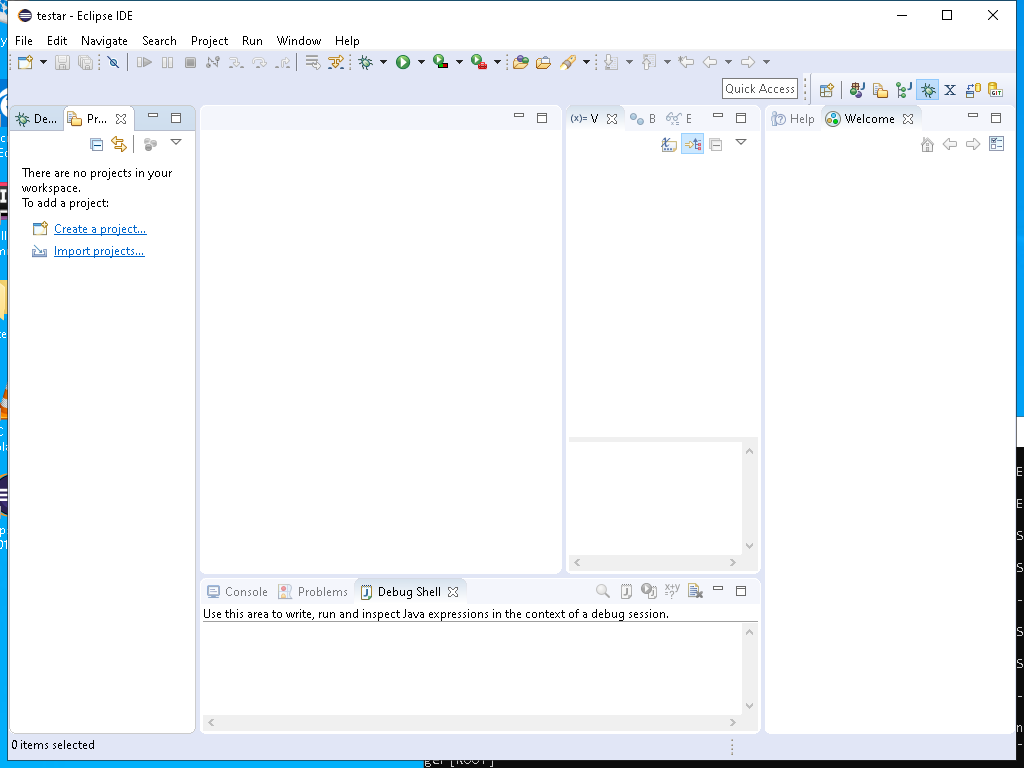 testar - Eclipse IDE
File Edit Navigate Search Project Run Window Help
Quick Access
De... Pr... (x)= V B E Help Welcome
There are no projects in your
workspace.
To add a project:
Create a project...
Import projects...
Console Problems Debug Shell
Use this area to write, run and inspect Java expressions in the context of a debug session.
0 items selected